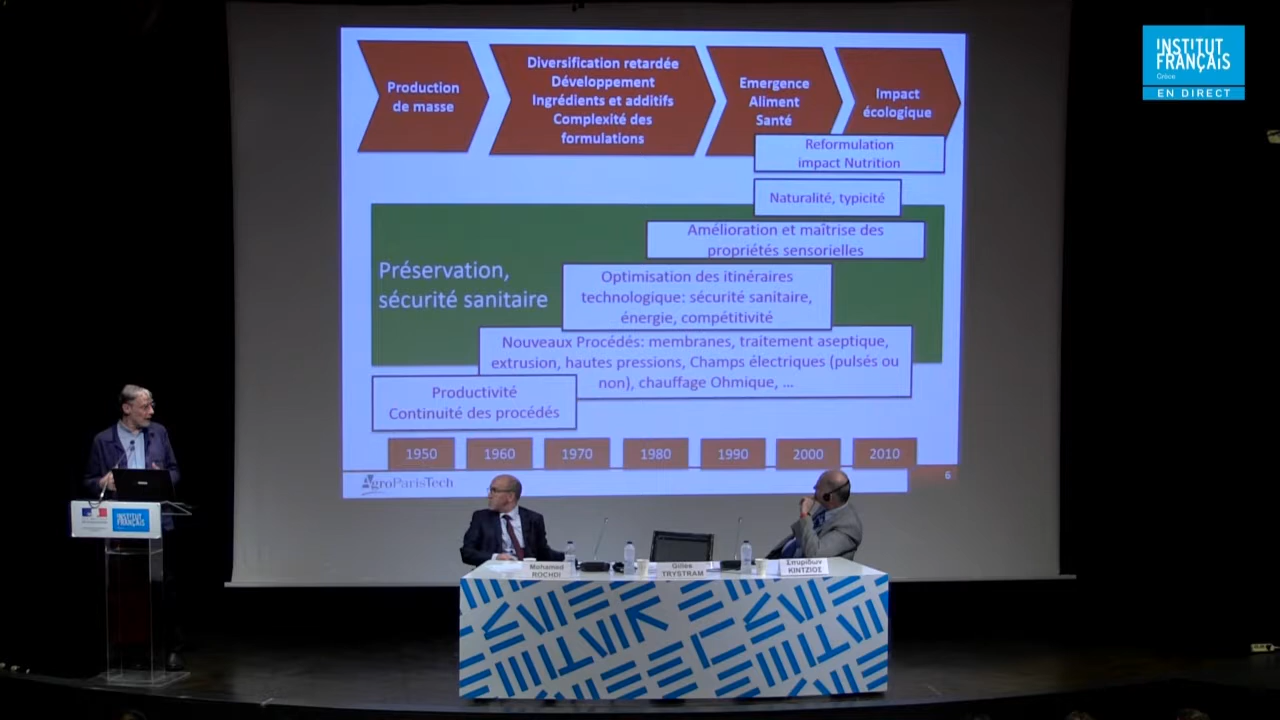 INSTITUT
FRANÇAIS
Grèce
EN DIRECT
Production
de masse
Diversification retardée
Développement
Ingrédients et additifs
Complexité des
formulations
Emergence
Aliment
Santé
Impact
écologique
Reformulation
impact Nutrition
Naturalité, typicité
Amélioration et maîtrise des
propriétés sensorielles
Préservation,
sécurité sanitaire
Optimisation des itinéraires
technologique: sécurité sanitaire,
énergie, compétitivité
Nouveaux Procédés: membranes, traitement aseptique,
extrusion, hautes pressions, Champs électriques (pulsés ou
non), chauffage Ohmique, ...
Productivité
Continuité des procédés
1950 1960 1970 1980 1990 2000 2010
AgroParisTech
6
INSTITUT
FRANÇAIS
Mohamed
ROCHDI
Gilles
TRYSTRAM
KINTZIOΣ